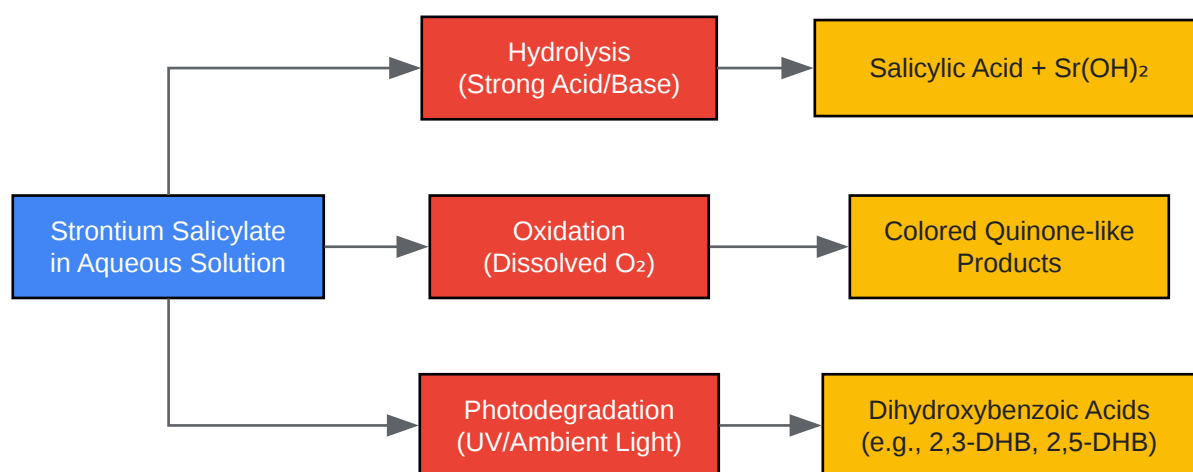 Hydrolysis
(Strong Acid/Base)
Salicylic Acid + Sr(OH)₂
Strontium Salicylate
in Aqueous Solution
Oxidation
(Dissolved O₂)
Colored Quinone-like
Products
Photodegradation
(UV/Ambient Light)
Dihydroxybenzoic Acids
(e.g., 2,3-DHB, 2,5-DHB)